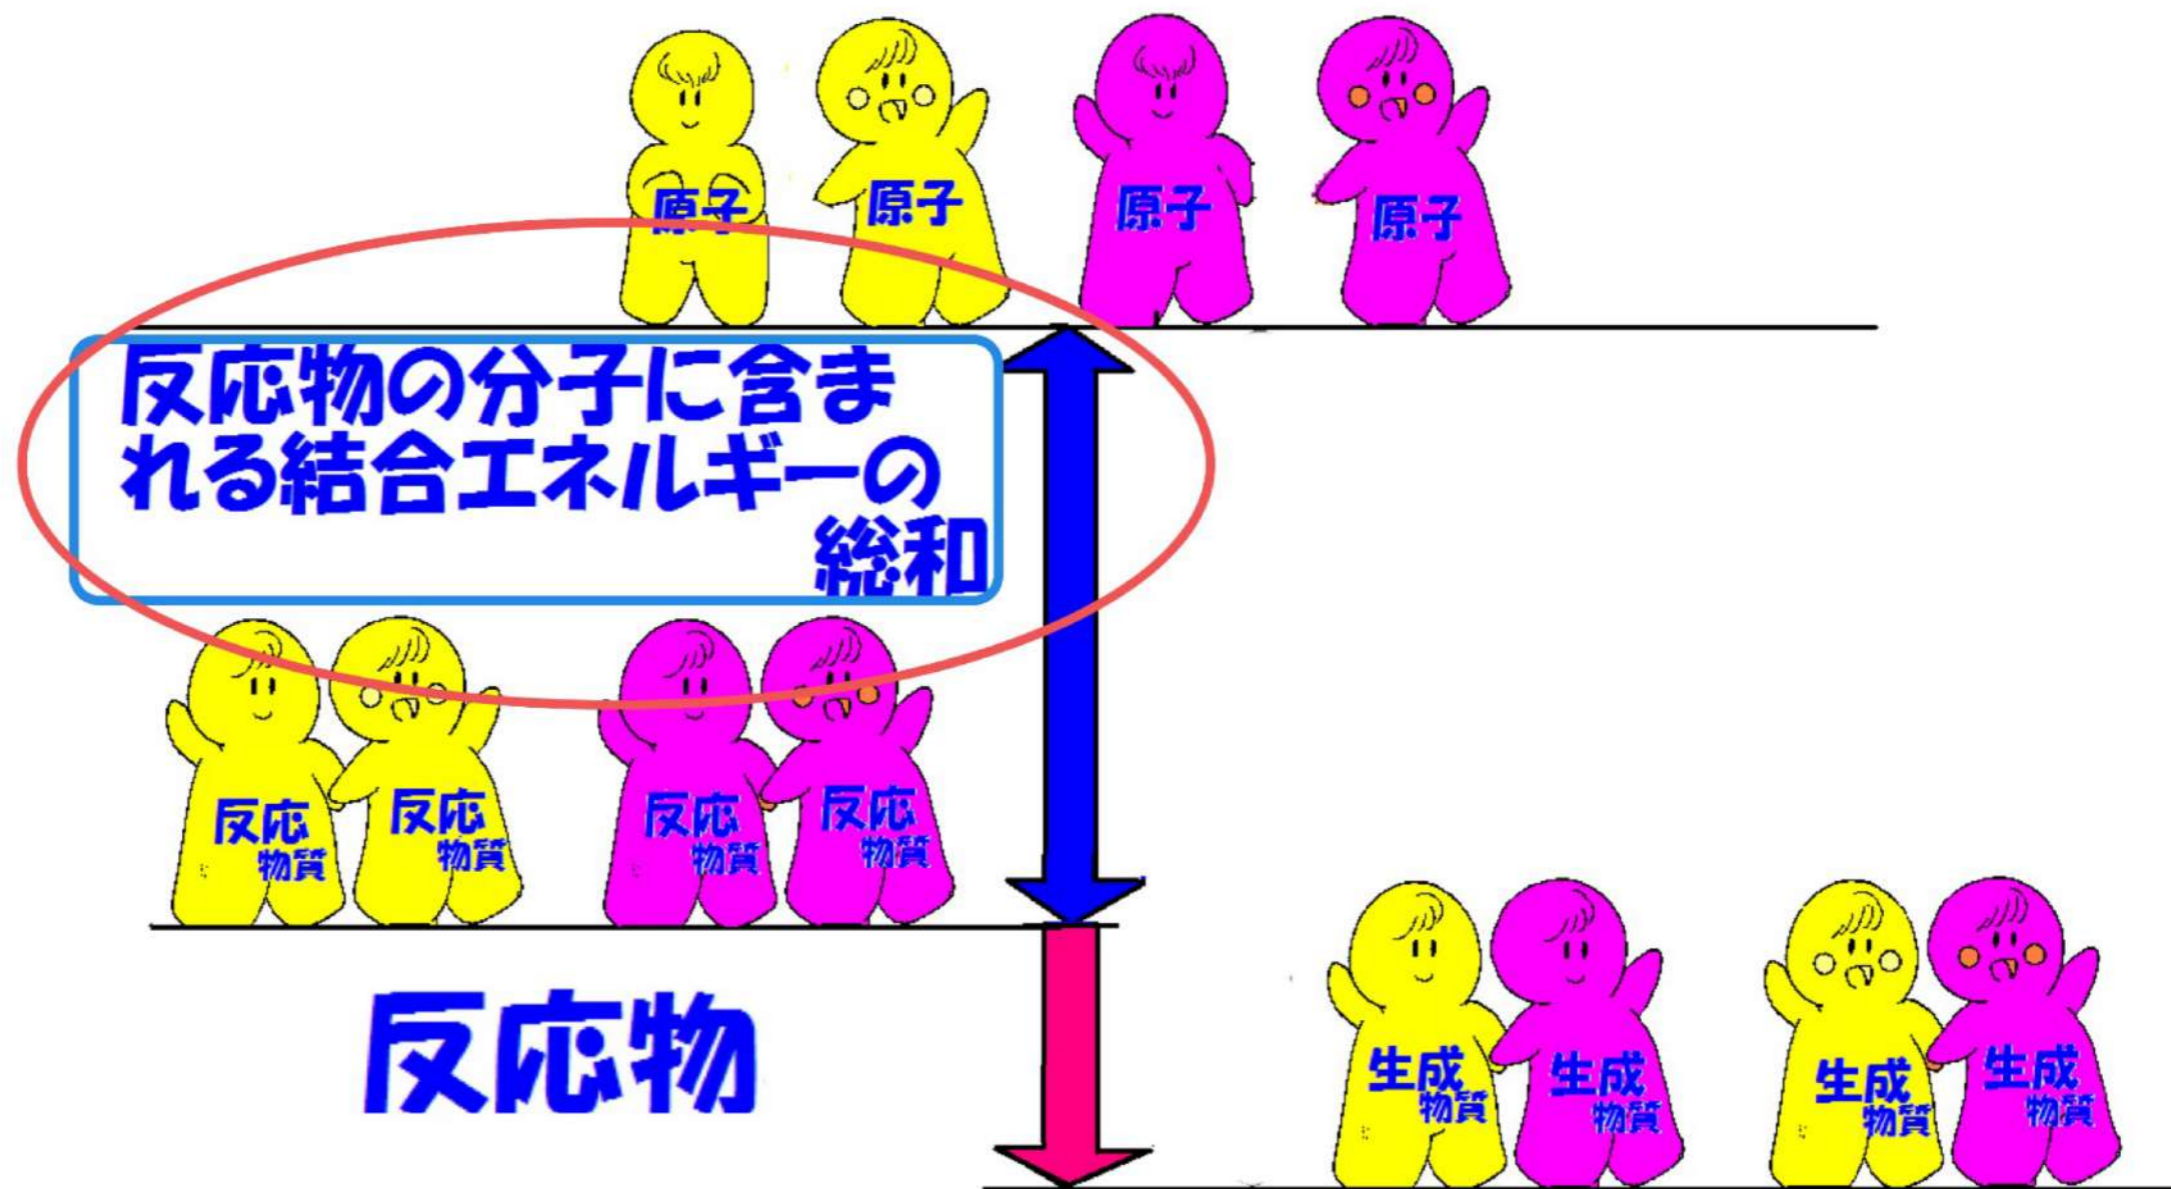 原子
原子
原子
原子
反応物の分子に含ま
れる結合エネルギーの
総和
反応
物質
反応
物質
反応
物質
反応
物質
反応物
生成
物質
生成
物質
生成
物質
生成
物質